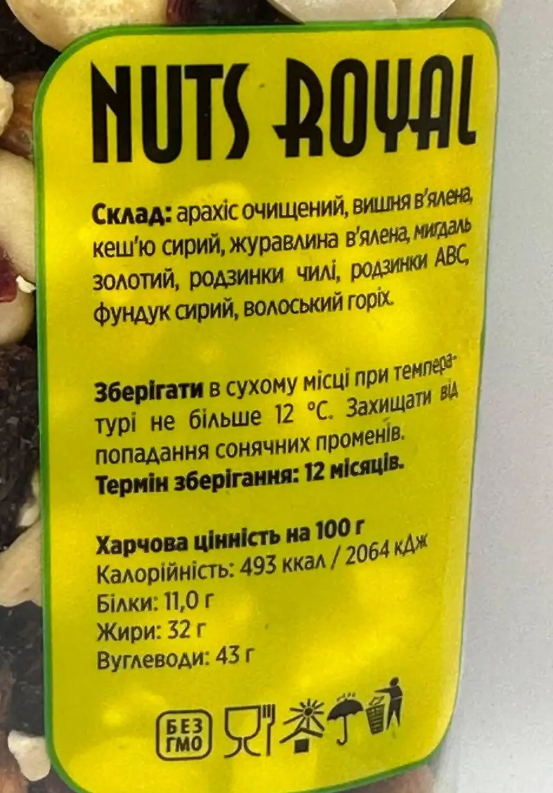 NUTS ROYAL
Склад: арахіс очищений, вишня в'ялена,
кеш'ю сирий, журавлина в'ялена, мигдаль
золотий, родзинки чилі, родзинки АВС,
фундук сирий, волоський горіх.
Зберігати в сухому місці при темпера-
турі не більше 12 °С. Захищати від
попадання сонячних променів.
Термін зберігання: 12 місяців.
Харчова цінність на 100 г
Калорійність: 493 ккал / 2064 кДж
Білки: 11,0 г
Жири: 32 г
Вуглеводи: 43 г
БЕЗ
ГМО